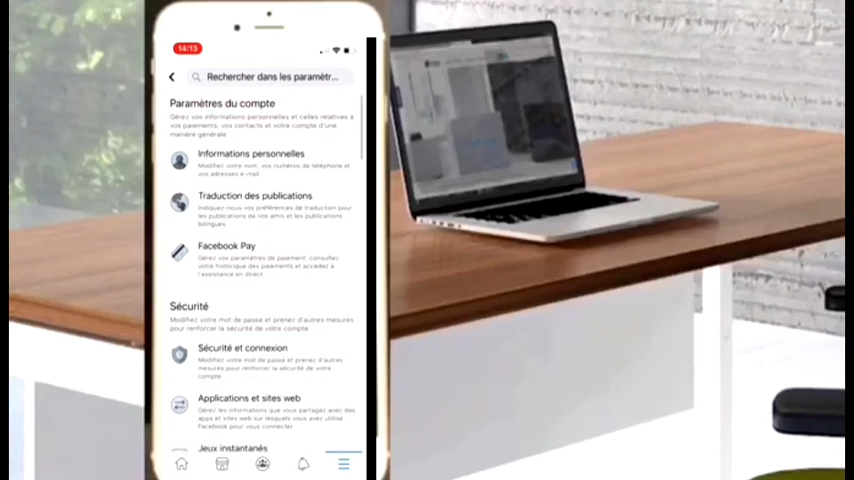 14:13
Rechercher dans les paramètr...
Paramètres du compte
Gérez vos informations personnelles et celles relatives à
vos paiements, vos contacts et votre compte d'une
manière générale
Informations personnelles
Modifiez votre nom, vos numéros de téléphone et
vos adresses e-mail.
Traduction des publications
Indiquez-nous vos préférences de traduction pour
les publications de vos amis et les publications
bilingues.
Facebook Pay
Gérez vos paramètres de paiement, consultez
votre historique des paiements et accédez à
l'assistance en direct
Sécurité
Modifiez votre mot de passe et prenez d'autres mesures
pour renforcer la sécurité de votre compte
Sécurité et connexion
Modifiez votre mot de passe et prenez d'autres
mesures pour renforcer la sécurité de votre
compte.
Applications et sites web
Gérez les informations que vous partagez avec des
apps et sites web sur lesquels vous avez utilisé
Facebook pour vous connecter
Jeux instantanés